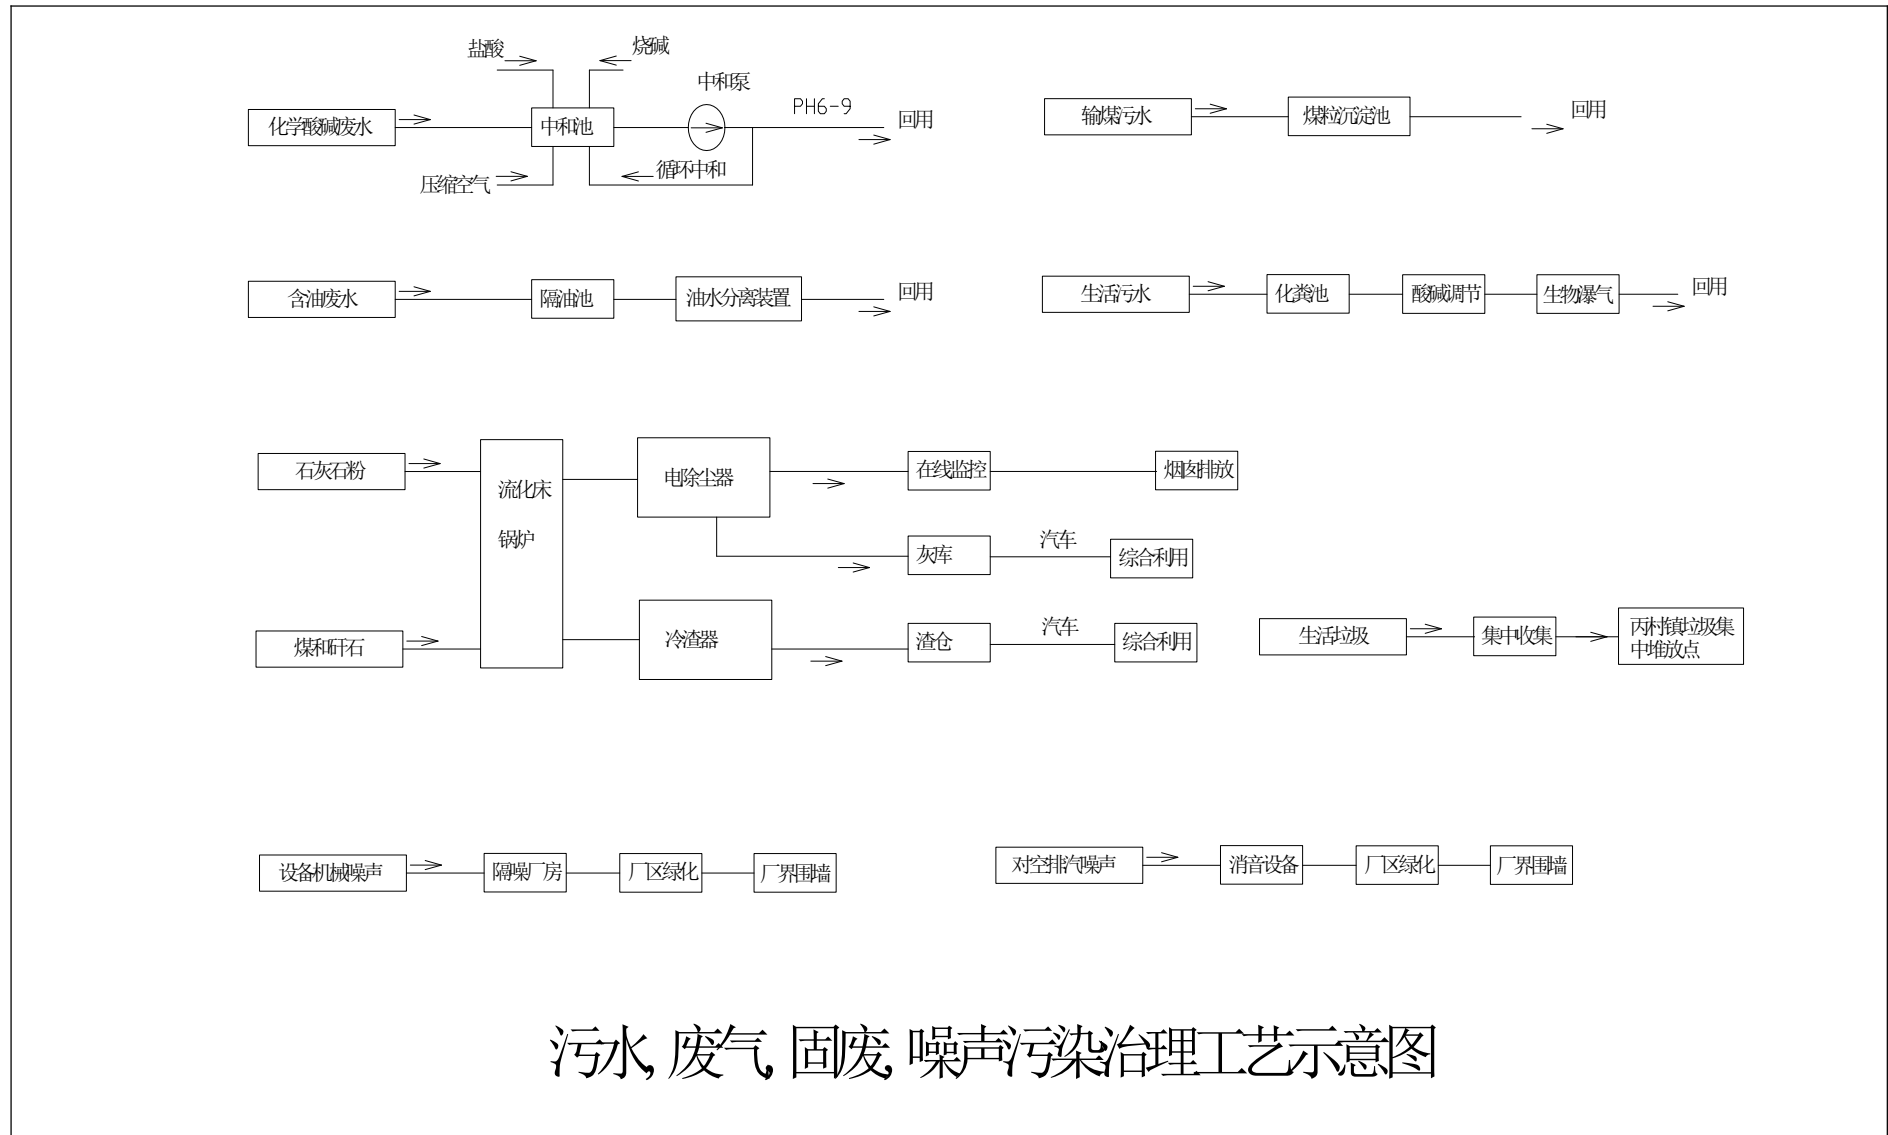 盐酸
烧碱
中和泵
PH6-9
化学酸碱废水
中和池
回用
压缩空气
循环中和
输煤污水
煤粒沉淀池
回用
含油废水
隔油池
油水分离装置
回用
生活污水
化粪池
酸碱调节
生物瀑气
回用
石灰石粉
流化床
锅炉
电除尘器
在线监控
烟囱排放
灰库
汽车
综合利用
煤和矸石
冷渣器
渣仓
汽车
综合利用
生活垃圾
集中收集
丙村镇垃圾集
中堆放点
设备机械噪声
隔噪厂房
厂区绿化
厂界围墙
对空排汽噪声
消音设备
厂区绿化
厂界围墙
污水,废气,固废,噪声污染治理工艺示意图